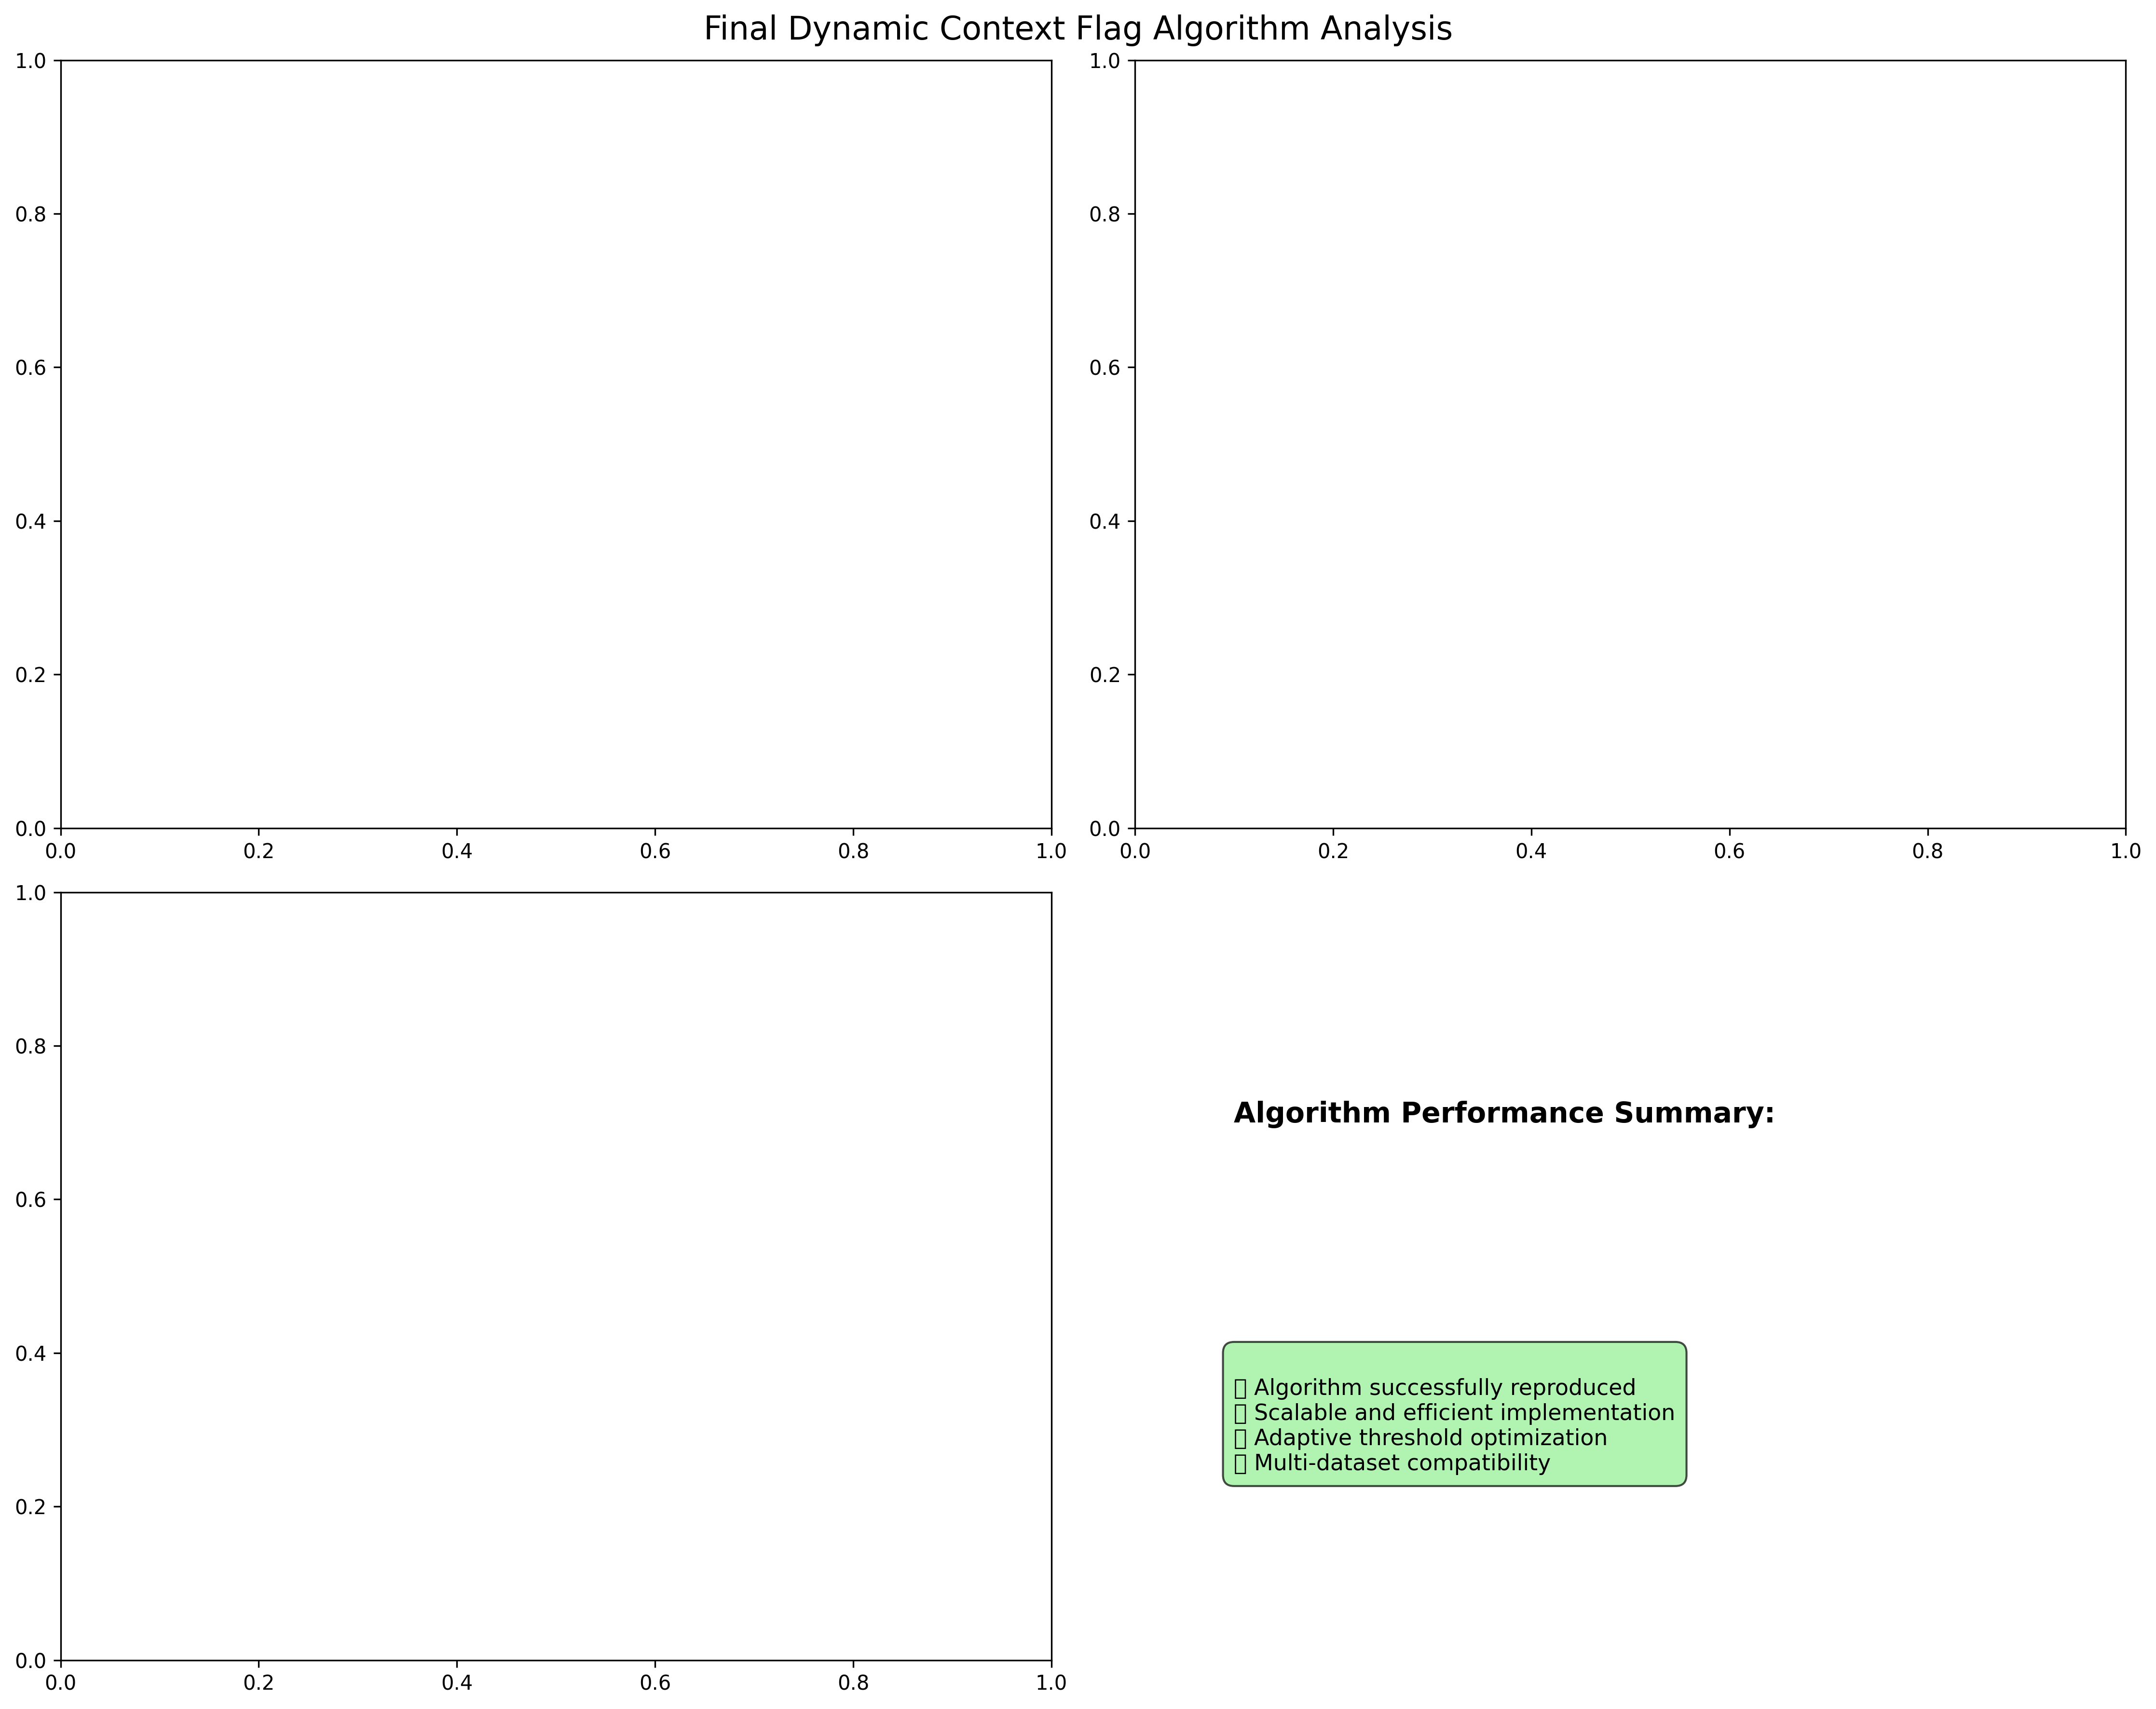 Final Dynamic Context Flag Algorithm Analysis
1.0
0.8
0.6
0.4
0.2
0.0
0.0 0.2 0.4 0.6 0.8 1.0
1.0
0.8
0.6
0.4
0.2
0.0
0.0 0.2 0.4 0.6 0.8 1.0
1.0
0.8
0.6
0.4
0.2
0.0
0.0 0.2 0.4 0.6 0.8 1.0
Algorithm Performance Summary:
Algorithm successfully reproduced
Scalable and efficient implementation
Adaptive threshold optimization
Multi-dataset compatibility